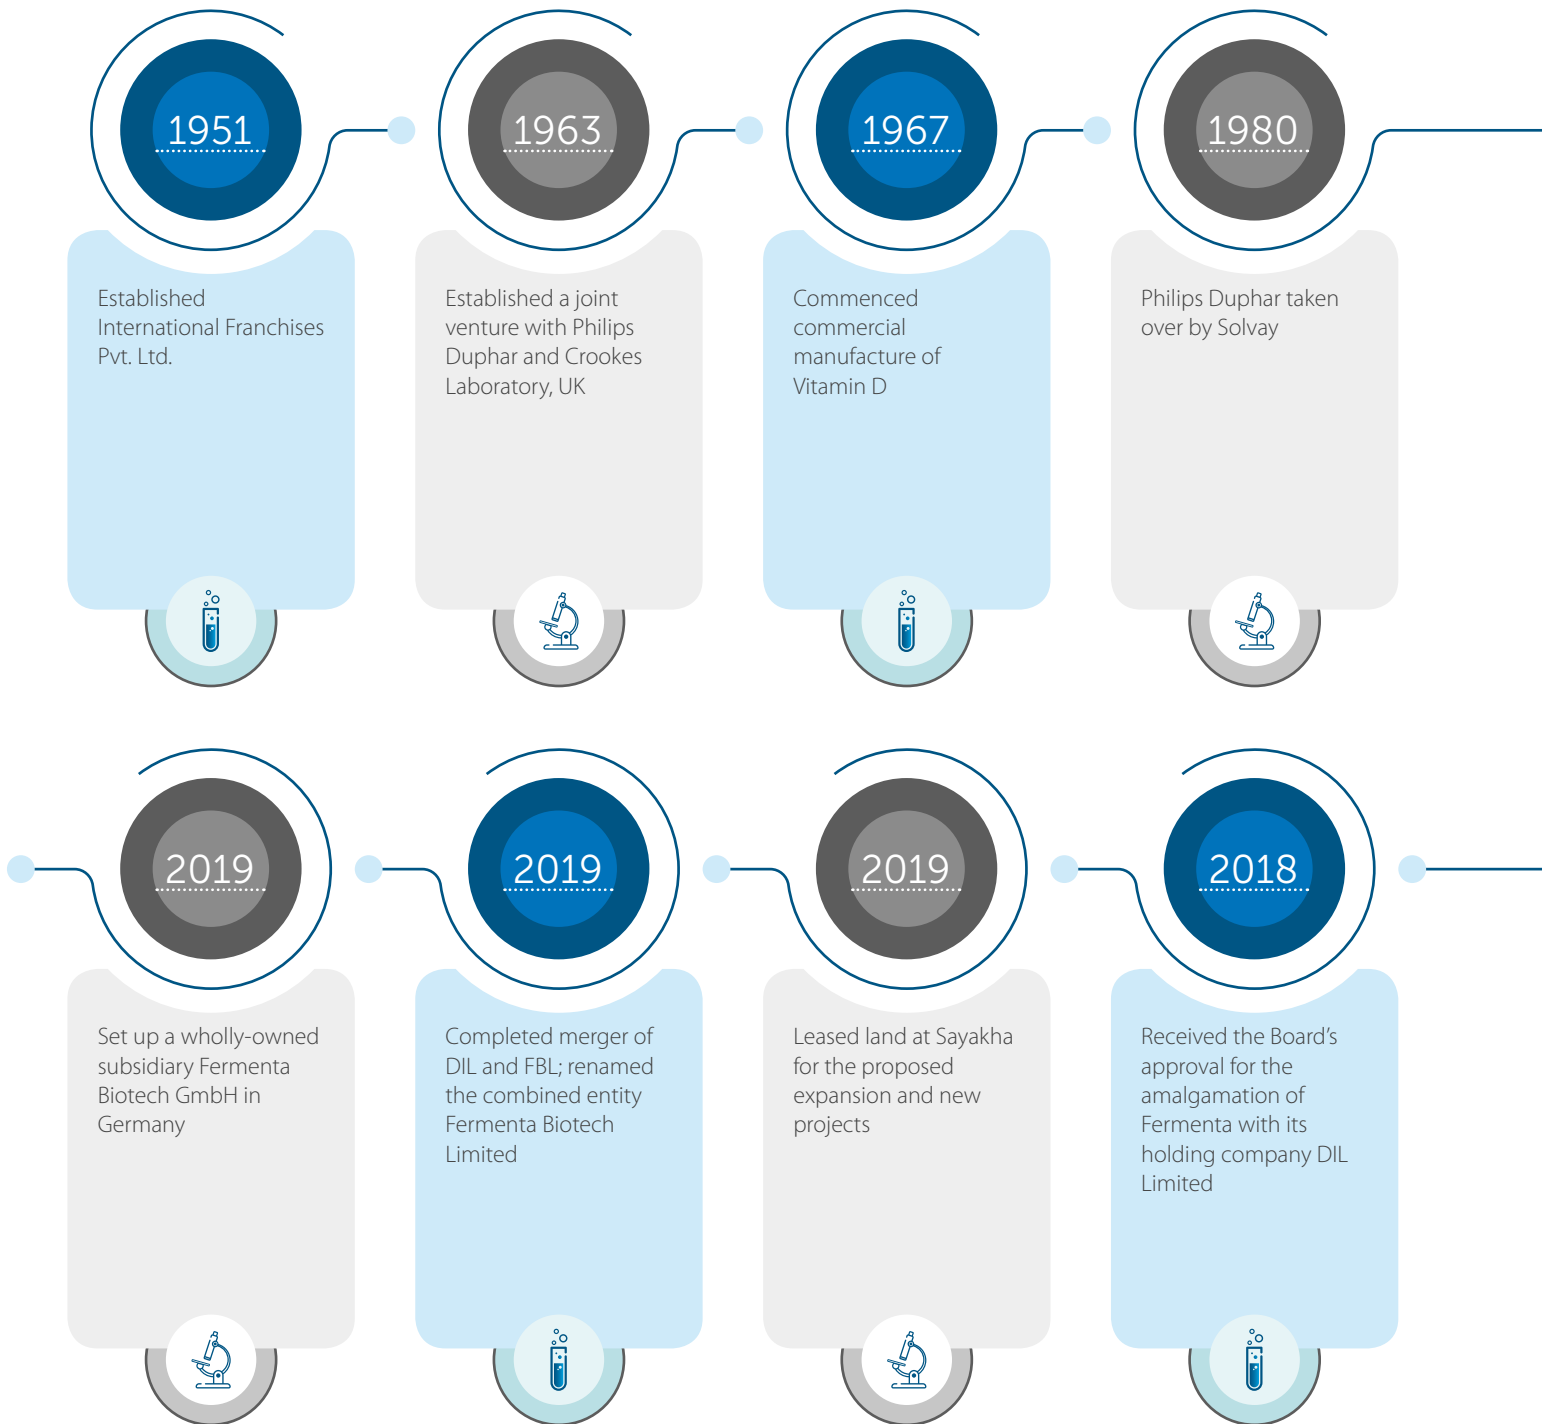 1951
Established
International Franchises
Pvt. Ltd.
1963
Established a joint
venture with Philips
Duphar and Crookes
Laboratory, UK
1967
Commenced
commercial
manufacture of
Vitamin D
1980
Philips Duphar taken
over by Solvay
2019
Set up a wholly-owned
subsidiary Fermenta
Biotech GmbH in
Germany
2019
Completed merger of
DIL and FBL; renamed
the combined entity
Fermenta Biotech
Limited
2019
Leased land at Sayakha
for the proposed
expansion and new
projects
2018
Received the Board’s
approval for the
amalgamation of
Fermenta with its
holding company DIL
Limited